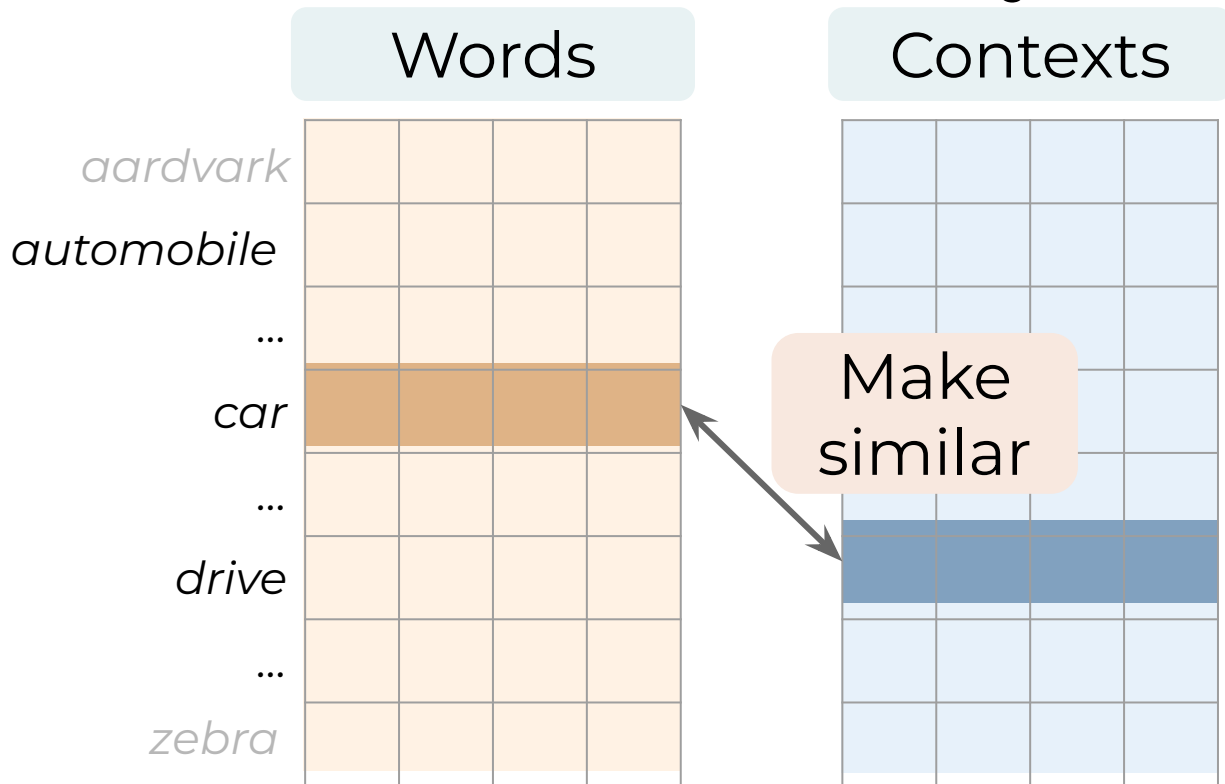 Words
Contexts
aardvark
automobile
...
car
...
drive
...
zebra
Make
similar